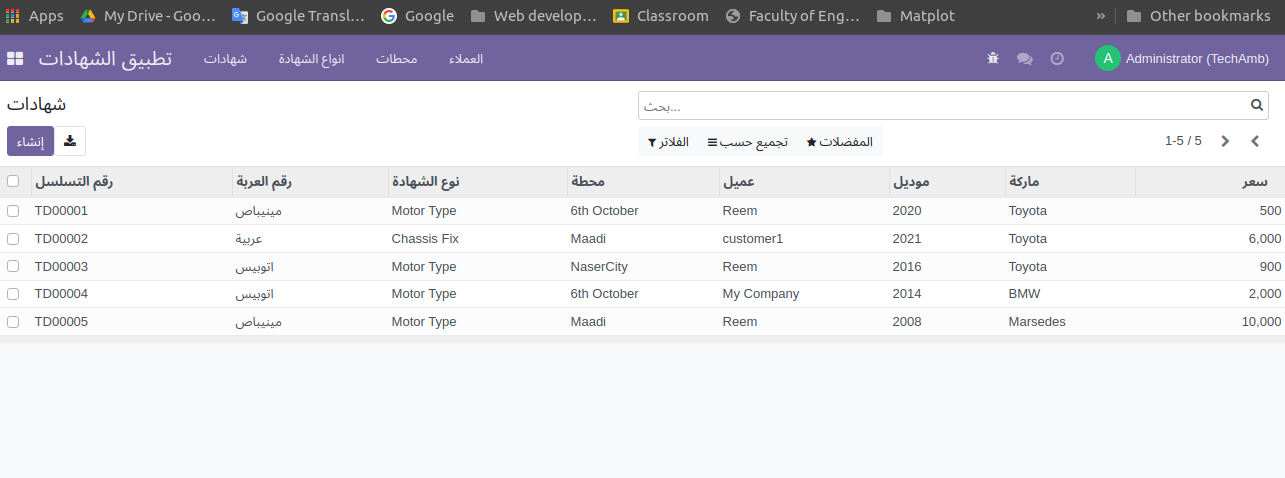 Apps My Drive - Goo... Google Transl... Google Web develop... Classroom Faculty of Eng... Matplot » Other bookmarks
تطبيق الشهادات شهادات انواع الشهادة محطات العملاء A Administrator (TechAmb)
شهادات بحث...
إنشاء الفلاتر تجميع حسب المفضلات 1-5 / 5
رقم التسلسل رقم العربة نوع الشهادة محطة عميل موديل ماركة سعر
TD00001 مينيباص Motor Type 6th October Reem 2020 Toyota 500
TD00002 عربية Chassis Fix Maadi customer1 2021 Toyota 6,000
TD00003 اتوبيس Motor Type NaserCity Reem 2016 Toyota 900
TD00004 اتوبيس Motor Type 6th October My Company 2014 BMW 2,000
TD00005 مينيباص Motor Type Maadi Reem 2008 Marsedes 10,000